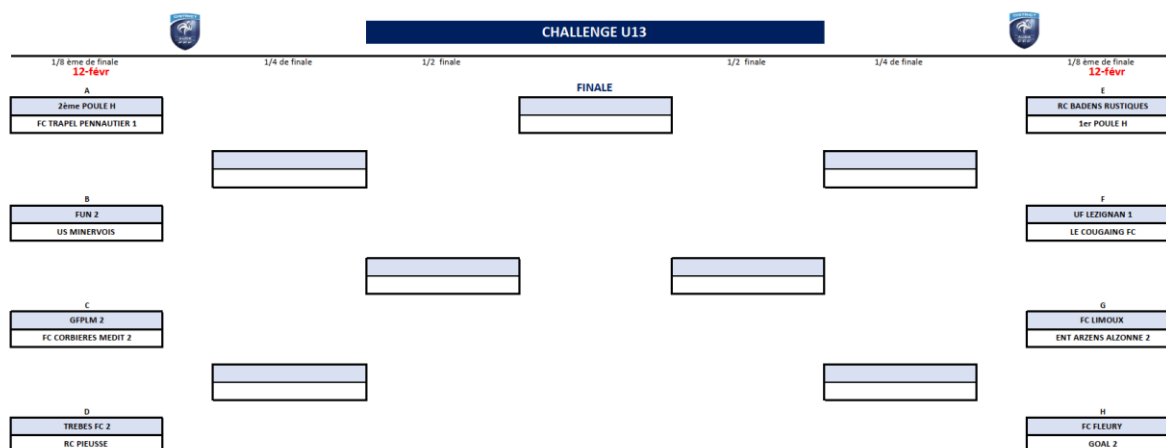 CHALLENGE U13
1/8 ème de finale
1/4 de finale
1/2 finale
1/2 finale
1/4 de finale
1/8 ème de finale
12-févr
12-févr
FINALE
A
2ème POULE H
FC TRAPEL PENNAUTIER 1
E
RC BADENS RUSTIQUES
1er POULE H
B
FUN 2
US MINERVOIS
F
UF LEZIGNAN 1
LE COUGAING FC
C
GFPLM 2
FC CORBIERES MEDIT 2
G
FC LIMOUX
ENT ARZENS ALZONNE 2
D
TREBES FC 2
RC PIEUSSE
H
FC FLEURY
GOAL 2